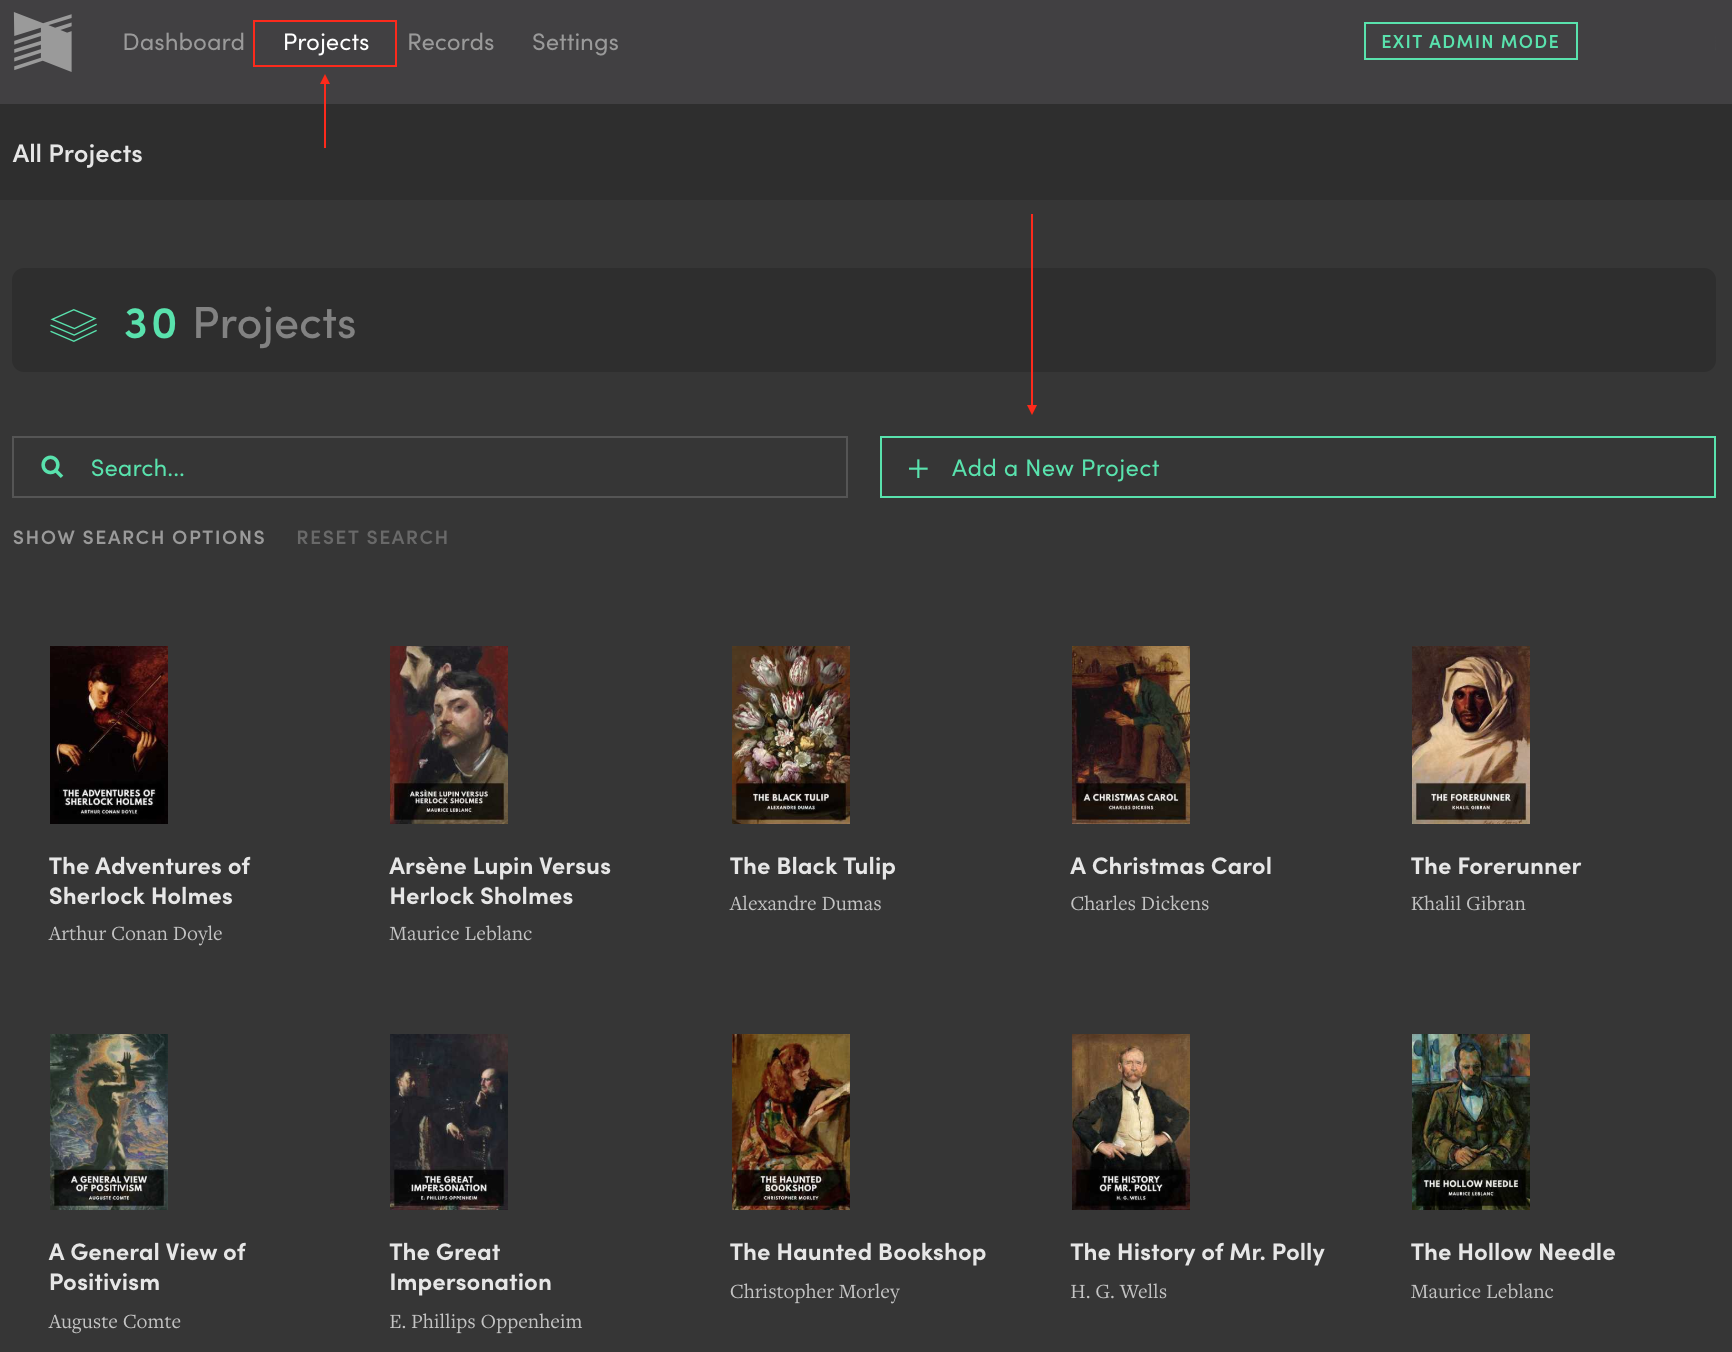 Dashboard Projects Records Settings EXIT ADMIN MODE
All Projects
30 Projects
Search...
+ Add a New Project
SHOW SEARCH OPTIONS RESET SEARCH
THE ADVENTURES OF
SHERLOCK HOLMES
ARTHUR CONAN DOYLE
The Adventures of
Sherlock Holmes
Arthur Conan Doyle
ARSÈNE LUPIN VERSUS
HERLOCK SHOLMES
MAURICE LEBLANC
Arsène Lupin Versus
Herlock Sholmes
Maurice Leblanc
THE BLACK TULIP
ALEXANDRE DUMAS
The Black Tulip
Alexandre Dumas
A CHRISTMAS CAROL
CHARLES DICKENS
A Christmas Carol
Charles Dickens
THE FORERUNNER
KHALIL GIBRAN
The Forerunner
Khalil Gibran
A GENERAL VIEW
OF POSITIVISM
AUGUSTE COMTE
A General View of
Positivism
Auguste Comte
THE GREAT
IMPERSONATION
E. PHILLIPS OPPENHEIM
The Great
Impersonation
E. Phillips Oppenheim
THE HAUNTED
BOOKSHOP
CHRISTOPHER MORLEY
The Haunted Bookshop
Christopher Morley
THE HISTORY
OF MR. POLLY
H. G. WELLS
The History of Mr. Polly
H. G. Wells
THE HOLLOW NEEDLE
MAURICE LEBLANC
The Hollow Needle
Maurice Leblanc